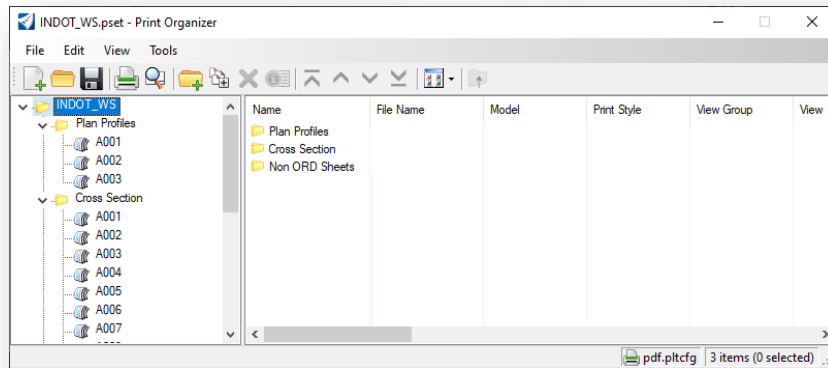 INDOT_WS.pset - Print Organizer
File Edit View Tools
INDOT_WS
Plan Profiles
A001
A002
A003
Cross Section
A001
A002
A003
A004
A005
A006
A007
Name File Name Model Print Style View Group View
Plan Profiles
Cross Section
Non ORD Sheets
pdf.pltcfg 3 items (0 selected)